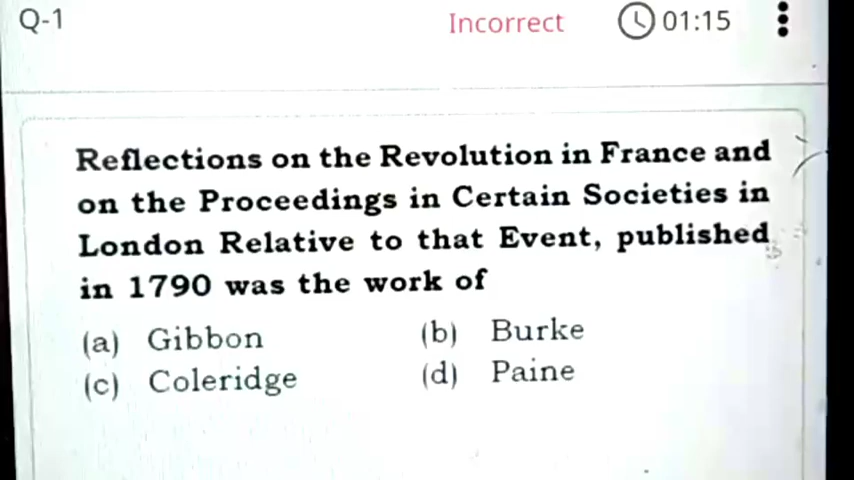 Q-1 Incorrect 01:15
Reflections on the Revolution in France and
on the Proceedings in Certain Societies in
London Relative to that Event, published
in 1790 was the work of
(a) Gibbon (b) Burke
(c) Coleridge (d) Paine